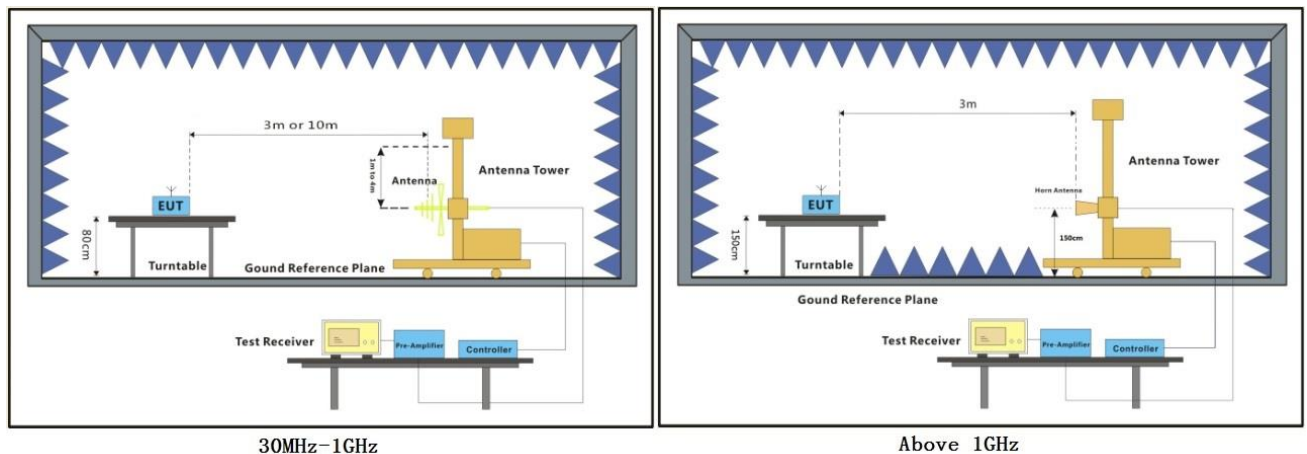 3m or 10m
1m to 4m
Antenna
Antenna Tower
EUT
80cm
Turntable
Gound Reference Plane
Test Receiver
Pre-Amplifier
Controller
30MHz-1GHz
3m
Antenna Tower
Horn Antenna
EUT
150cm
150cm
Turntable
Gound Reference Plane
Test Receiver
Pre-Amplifier
Controller
Above 1GHz